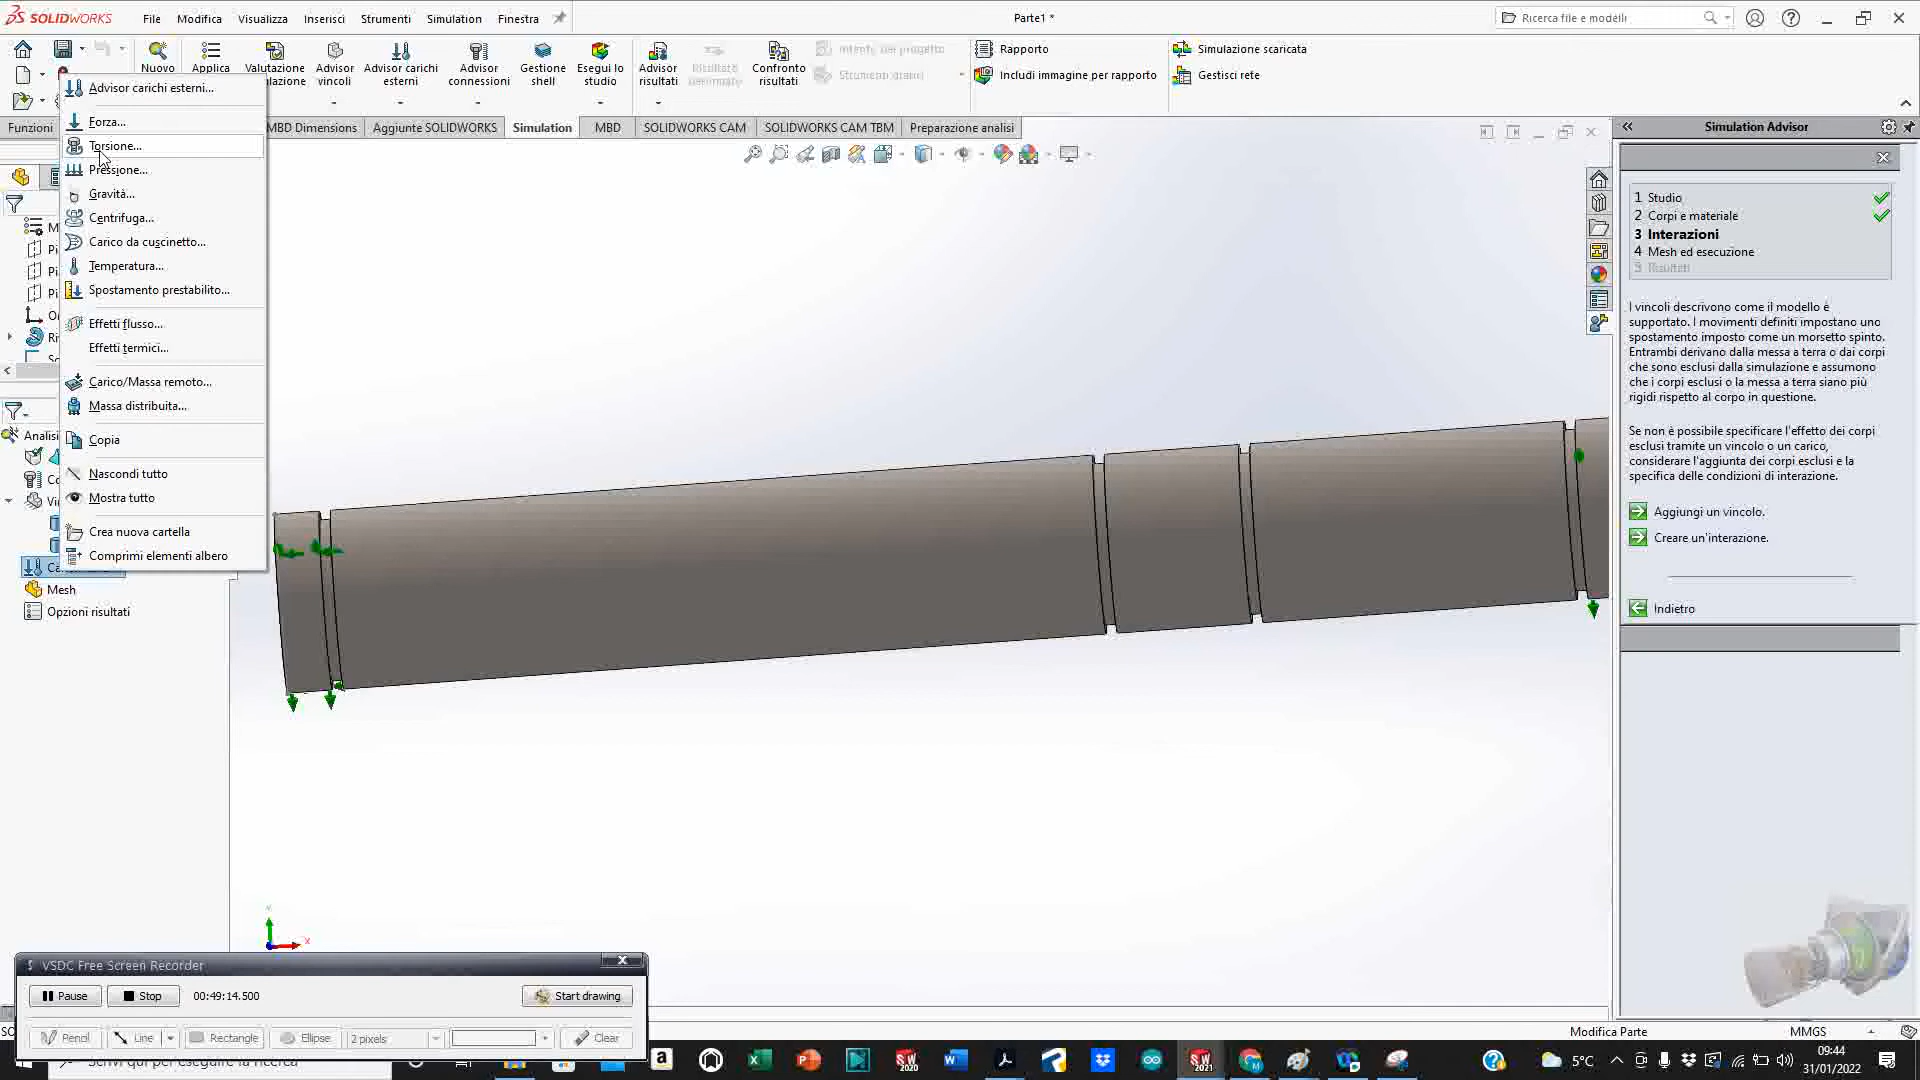 SOLIDWORKS
File
Modifica
Visualizza
Inserisci
Strumenti
Simulation
Finestra
Parte1 *
Ricerca file e modelli
Nuovo
Applica
Valutazione
Advisor vincoli
Advisor carichi esterni
Advisor connessioni
Gestione shell
Esegui lo studio
Advisor risultati
Confronto risultati
Strumenti grafici
Rapporto
Includi immagine per rapporto
Simulazione scaricata
Gestisci rete
Funzioni
MBD Dimensions
Aggiunte SOLIDWORKS
Simulation
MBD
SOLIDWORKS CAM
SOLIDWORKS CAM TBM
Preparazione analisi
Advisor carichi esterni...
Forza...
Torsione...
Pressione...
Gravità...
Centrifuga...
Carico da cuscinetto...
Temperatura...
Spostamento prestabilito...
Effetti flusso...
Effetti termici...
Carico/Massa remoto...
Massa distribuita...
Copia
Nascondi tutto
Mostra tutto
Crea nuova cartella
Comprimi elementi albero
Analisi
Mesh
Opzioni risultati
Simulation Advisor
1 Studio
2 Corpi e materiale
3 Interazioni
4 Mesh ed esecuzione
5 Risultati
I vincoli descrivono come il modello è
supportato. I movimenti definiti impostano uno
spostamento imposto come un morsetto spinto.
Entrambi derivano dalla messa a terra o dai corpi
che sono esclusi dalla simulazione e assumono
che i corpi esclusi o la messa a terra siano più
rigidi rispetto al corpo in questione.
Se non è possibile specificare l'effetto dei corpi
esclusi tramite un vincolo o un carico,
considerare l'aggiunta dei corpi esclusi e la
specifica delle condizioni di interazione.
Aggiungi un vincolo.
Creare un'interazione.
Indietro
VSDC Free Screen Recorder
Pause
Stop
00:49:14.500
Start drawing
Pencil
Line
Rectangle
Ellipse
2 pixels
Clear
Modifica Parte
MMGS
5°C
09:44
31/01/2022